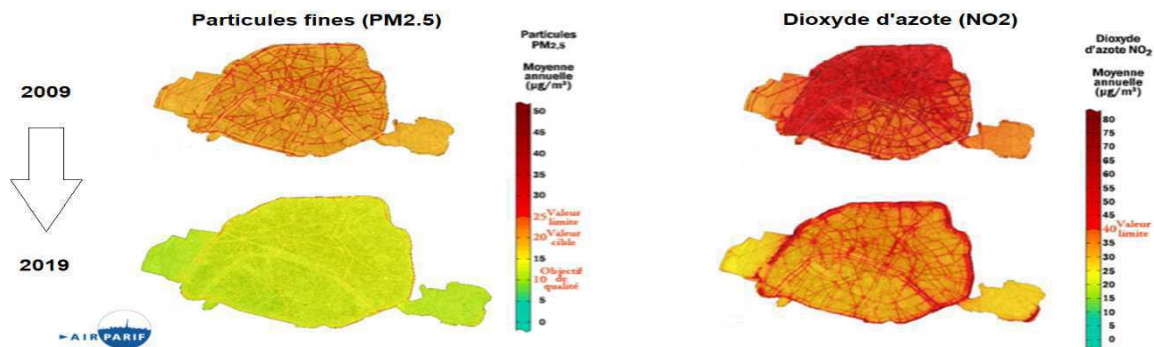 Particules fines (PM2.5)
Dioxyde d'azote (NO2)
2009
2019
Particules
PM2,5
Moyenne
annuelle
(µg/m³)
50
45
40
35
30
25 Valeur limite
20 Valeur cible
15
10 Objectif de qualité
5
0
Dioxyde
d'azote NO2
Moyenne
annuelle
(µg/m³)
80
75
70
65
60
55
50
45
40 Valeur limite
35
30
25
20
15
10
5
0
AIRPARIF